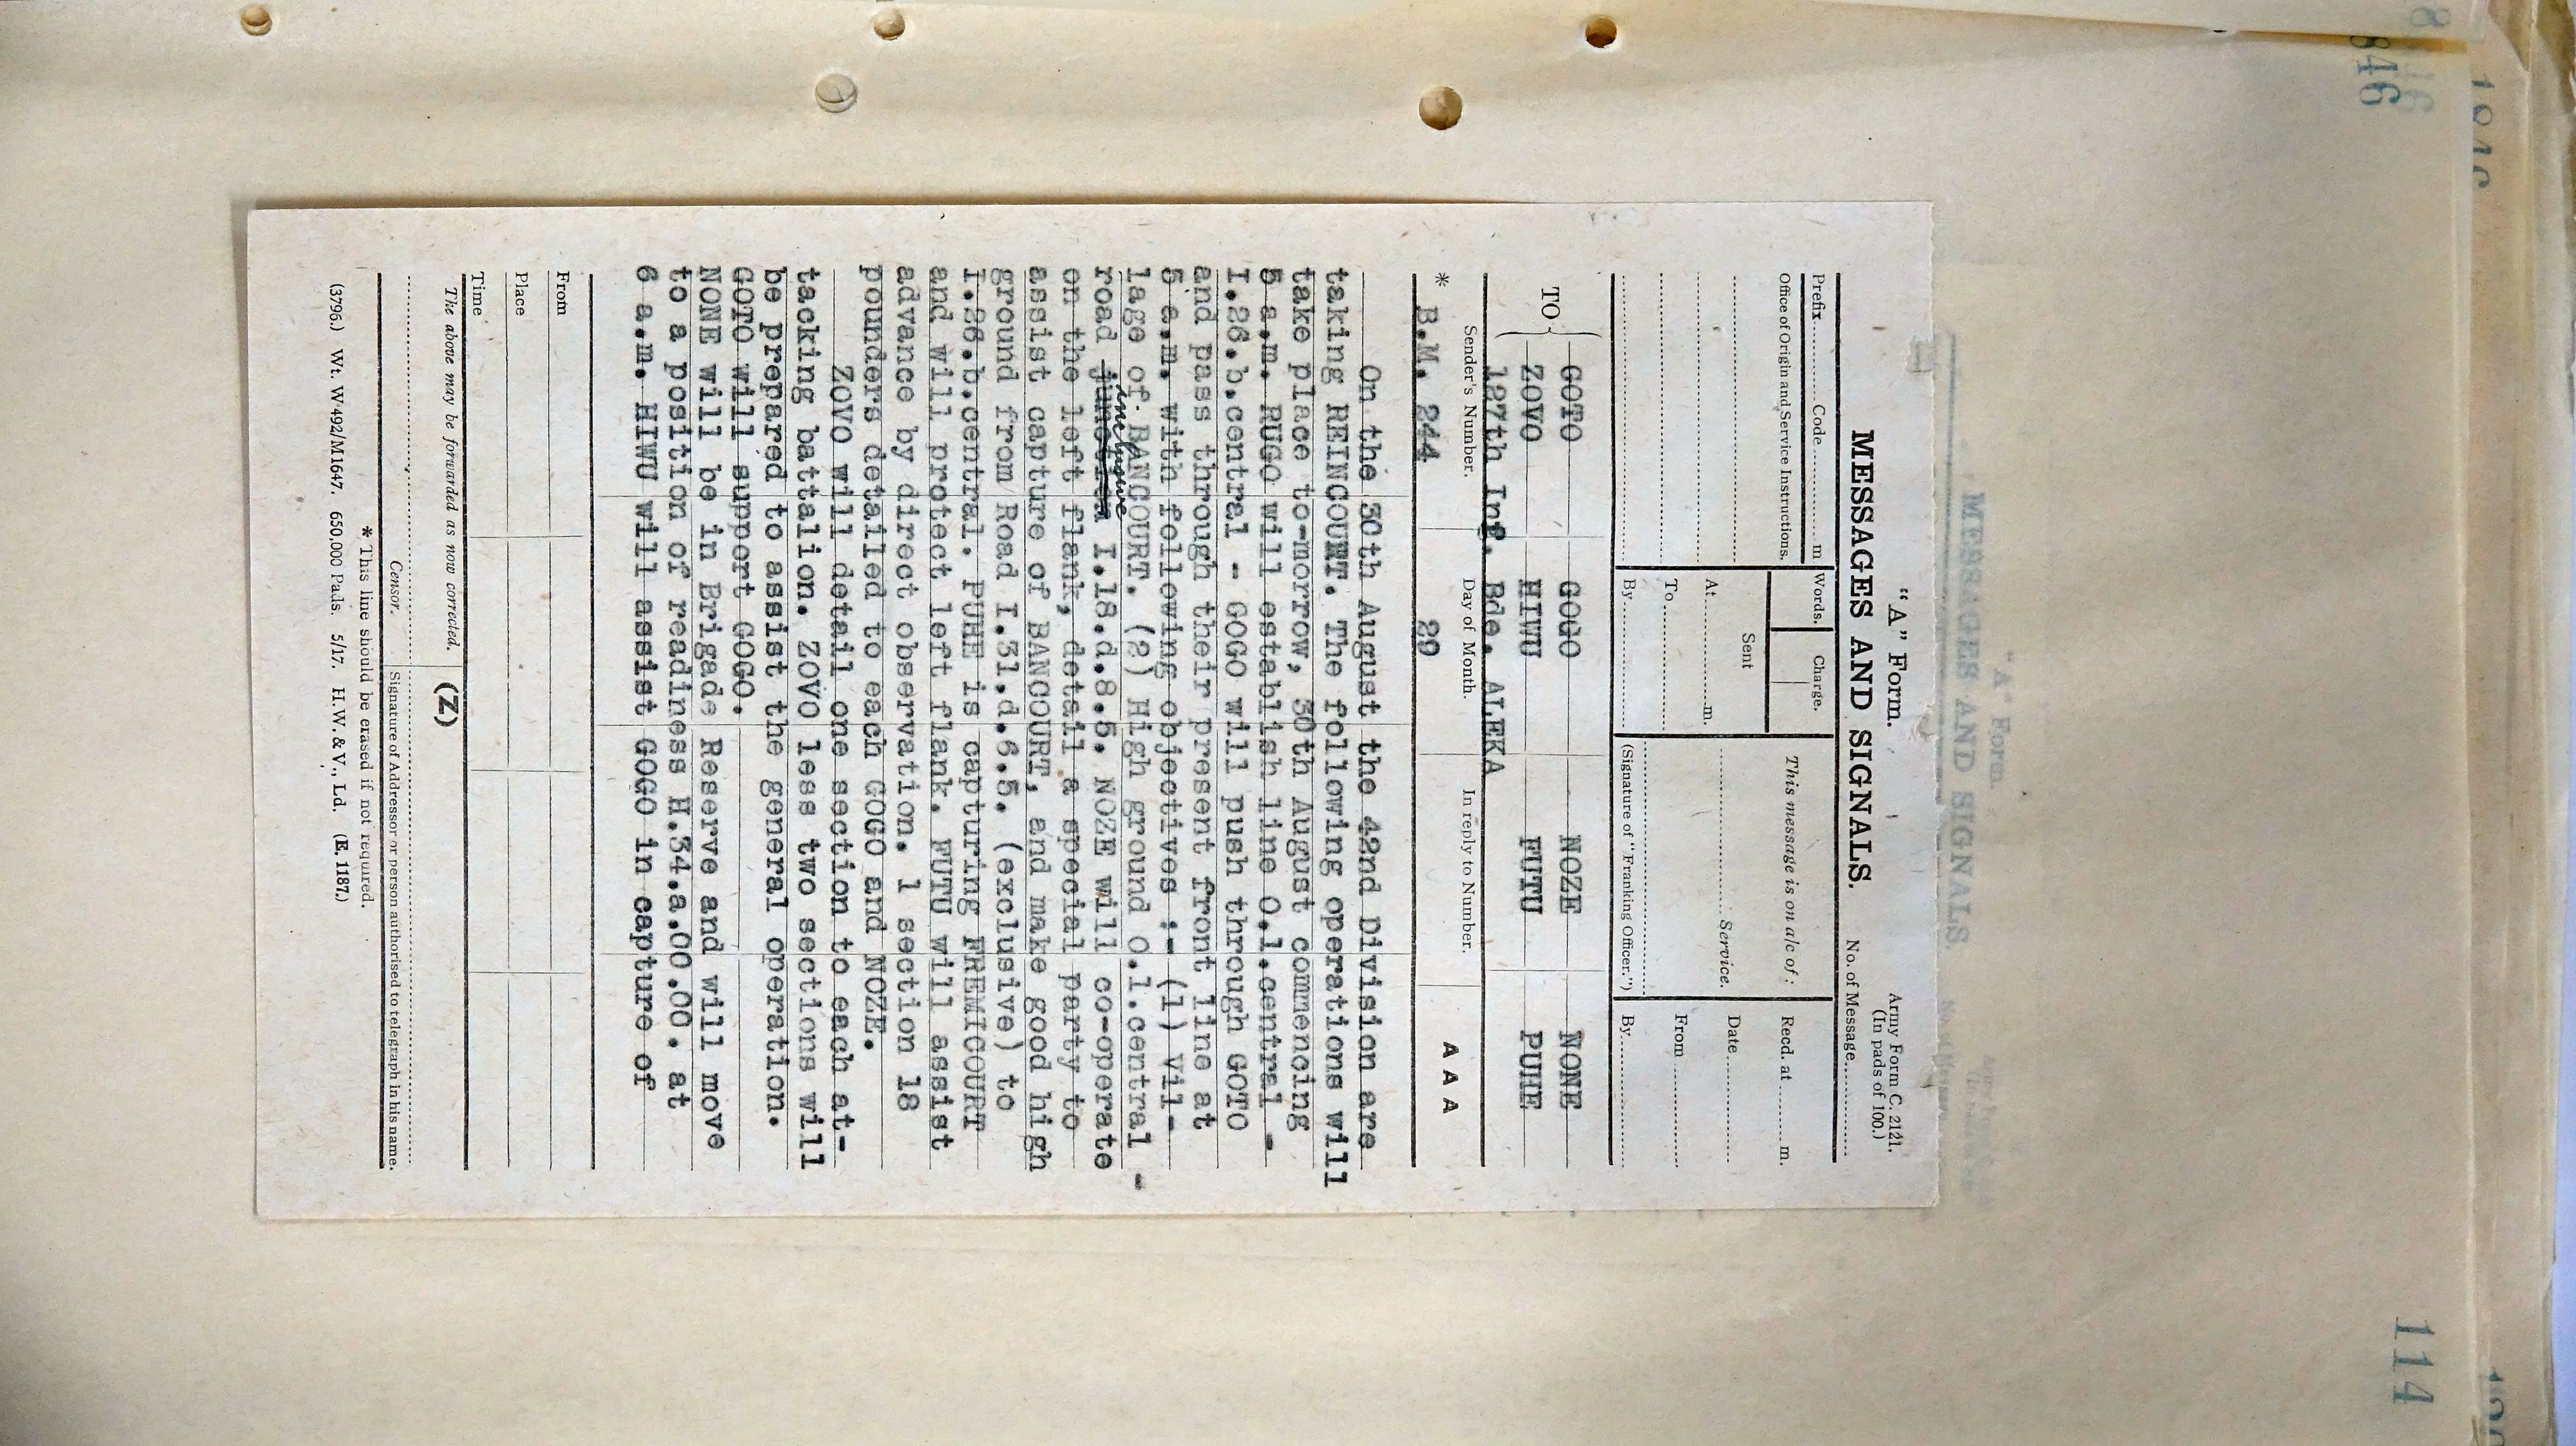 "A" Form.
Army Form C. 2121.
(In pads of 100.)
MESSAGES AND SIGNALS.
No. of Message
Prefix Code m
Words.
Charge.
This message is on a/c of :
Recd. at m.
Office of Origin and Service Instructions.
Sent
At m.
Service.
Date
To
From
By
(Signature of "Franking Officer.")
By
TO
GOTO GOGO NOZE NONE
ZOVO HIWU FUTU PUHE
127th Inf. Bde. ALEKA
Sender's Number. Day of Month. In reply to Number.
* B.M. 244 29 A A A
On the 30th August the 42nd Division are
taking REINCOURT. The following operations will
take place to-morrow, 30th August commencing
5 a.m. RUGO will establish line O.1.central -
I.26.b.central - GOGO will push through GOTO
and pass through their present front line at
5 a.m. with following objectives :- (1) Vil-
lage of BANCOURT. (2) High ground O.1.central -
inclusive
road junction I.18.d.8.5. NOZE will co-operate
on the left flank, detail a special party to
assist capture of BANCOURT, and make good high
ground from Road I.31.d.6.5. (exclusive) to
I.26.b.central. PUHE is capturing FREMICOURT
and will protect left flank. FUTU will assist
advance by direct observation. 1 section 18
pounders detailed to each GOGO and NOZE.
ZOVO will detail one section to each at-
tacking battalion. ZOVO less two sections will
be prepared to assist the general operation.
GOTO will support GOGO.
NONE will be in Brigade Reserve and will move
to a position of readiness H.34.a.00.00. at
6 a.m. HIWU will assist GOGO in capture of
From
Place
Time
The above may be forwarded as now corrected. (Z)
Censor. Signature of Addressor or person authorised to telegraph in his name.
* This line should be erased if not required.
(3796.) Wt. W492/M1647. 650,000 Pads. 5/17. H.W. & V., Ld. (E. 1187.)
846
114